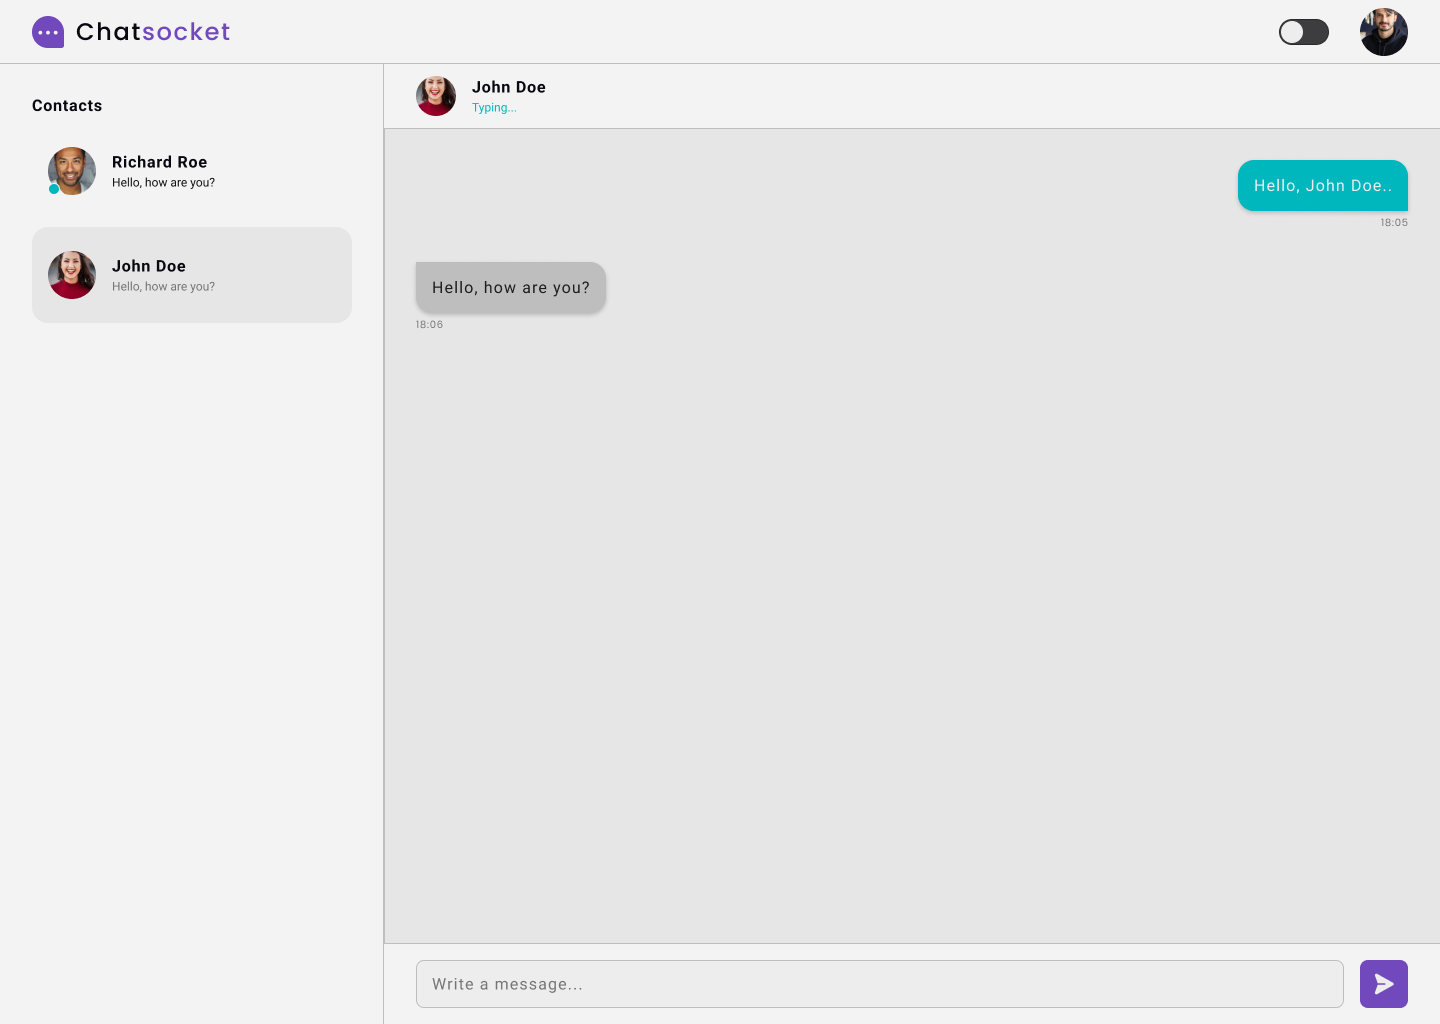 Chatsocket
Contacts
Richard Roe
Hello, how are you?
John Doe
Hello, how are you?
John Doe
Typing...
Hello, John Doe..
18:05
Hello, how are you?
18:06
Write a message...